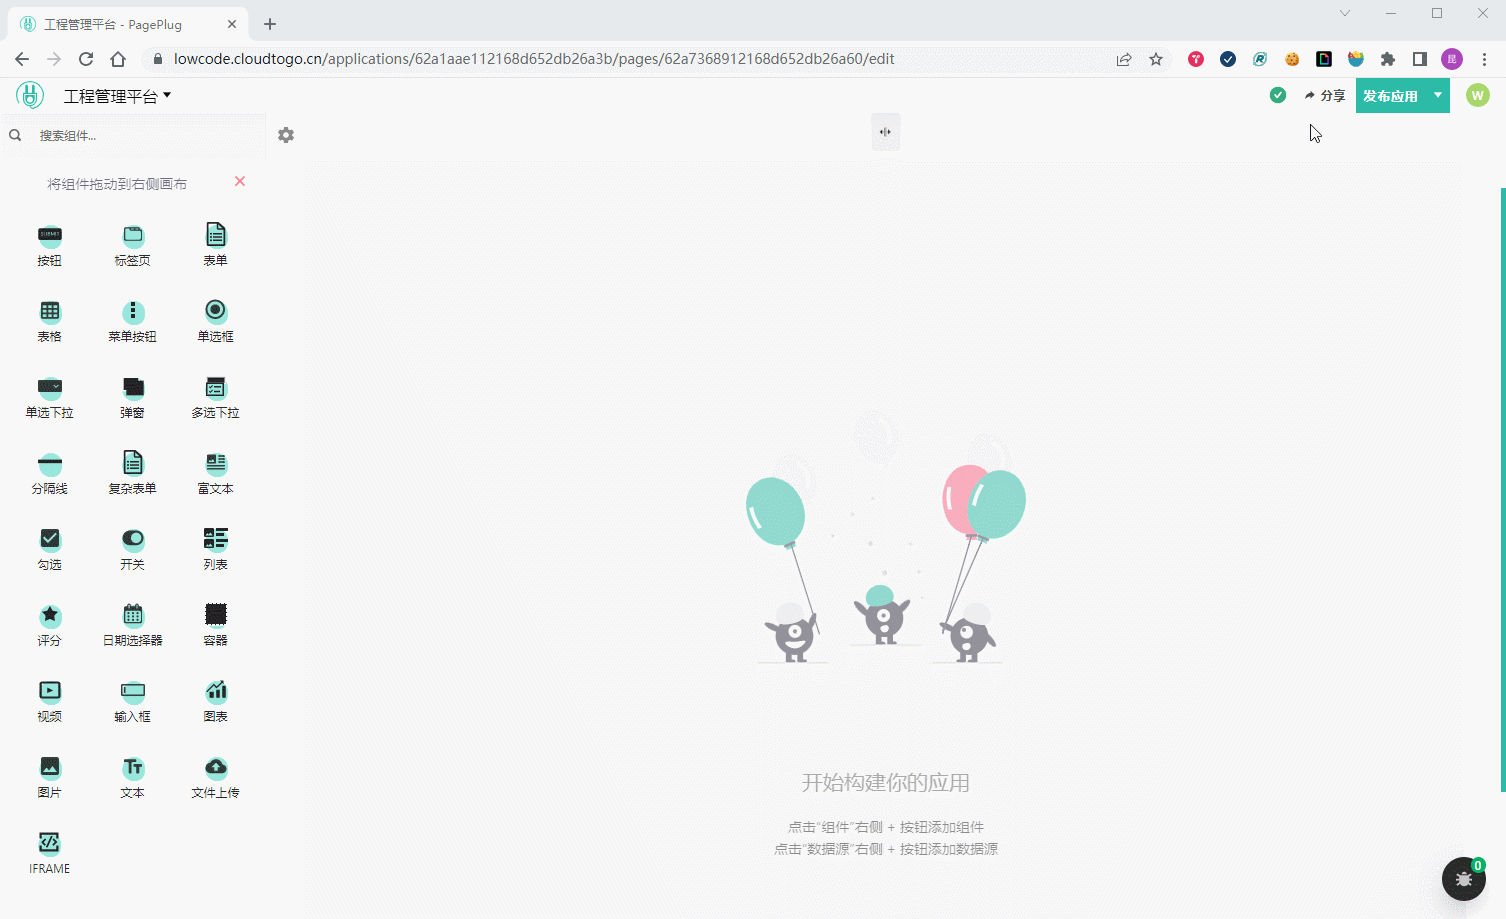 工程管理平台 - PagePlug
lowcode.cloudtogo.cn/applications/62a1aae112168d652db26a3b/pages/62a7368912168d652db26a60/edit
昆
工程管理平台
分享
发布应用
W
搜索组件...
将组件拖动到右侧画布
SUBMIT
按钮
标签页
表单
表格
菜单按钮
单选框
单选下拉
弹窗
多选下拉
分隔线
复杂表单
富文本
勾选
开关
列表
评分
日期选择器
容器
视频
输入框
图表
图片
文本
文件上传
IFRAME
开始构建你的应用
点击“组件”右侧 + 按钮添加组件
点击“数据源”右侧 + 按钮添加数据源
0